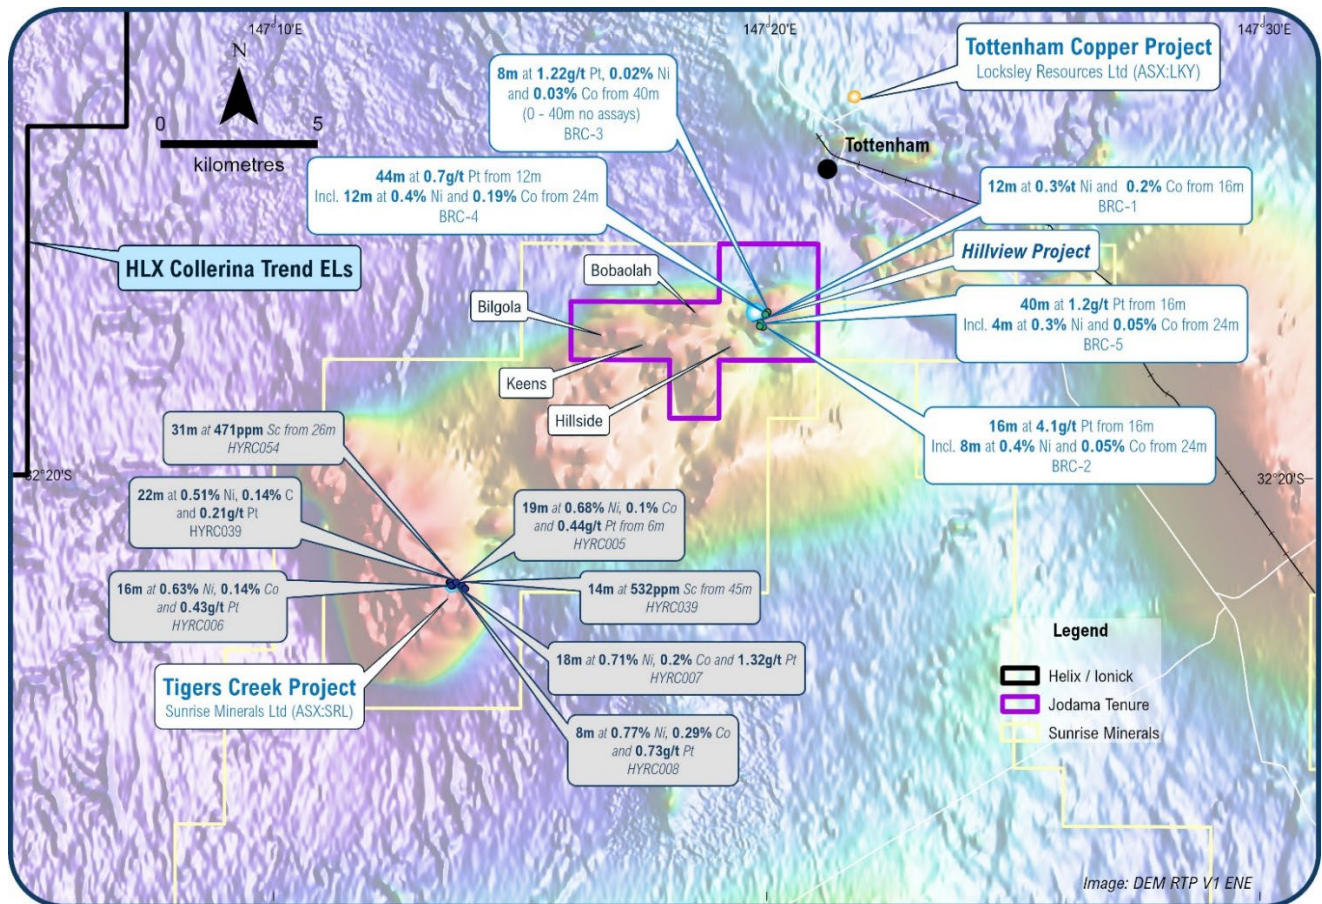 147°10'E
147°20'E
147°30'E
N
0
5
kilometres
8m at 1.22g/t Pt, 0.02% Ni
and 0.03% Co from 40m
(0 - 40m no assays)
BRC-3
Tottenham Copper Project
Locksley Resources Ltd (ASX:LKY)
Tottenham
44m at 0.7g/t Pt from 12m
Incl. 12m at 0.4% Ni and 0.19% Co from 24m
BRC-4
12m at 0.3%t Ni and 0.2% Co from 16m
BRC-1
HLX Collerina Trend ELs
Hillview Project
Bobaolah
Bilgola
Keens
Hillside
40m at 1.2g/t Pt from 16m
Incl. 4m at 0.3% Ni and 0.05% Co from 24m
BRC-5
16m at 4.1g/t Pt from 16m
Incl. 8m at 0.4% Ni and 0.05% Co from 24m
BRC-2
31m at 471ppm Sc from 26m
HYRC054
32°20'S
32°20'S
22m at 0.51% Ni, 0.14% C
and 0.21g/t Pt
HYRC039
19m at 0.68% Ni, 0.1% Co
and 0.44g/t Pt from 6m
HYRC005
16m at 0.63% Ni, 0.14% Co
and 0.43g/t Pt
HYRC006
14m at 532ppm Sc from 45m
HYRC039
18m at 0.71% Ni, 0.2% Co and 1.32g/t Pt
HYRC007
Tigers Creek Project
Sunrise Minerals Ltd (ASX:SRL)
8m at 0.77% Ni, 0.29% Co
and 0.73g/t Pt
HYRC008
Legend
Helix / Ionick
Jodama Tenure
Sunrise Minerals
Image: DEM RTP V1 ENE